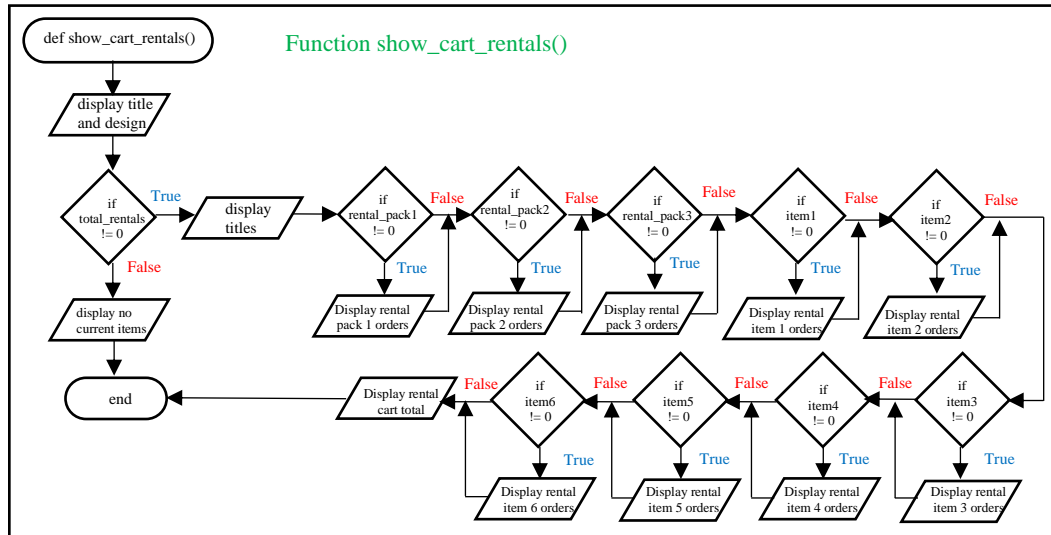 def show_cart_rentals()
Function show_cart_rentals()
display title
and design
if
total_rentals
!= 0
True
False
display
titles
if
rental_pack1
!= 0
False
True
Display rental
pack 1 orders
if
rental_pack2
!= 0
False
True
Display rental
pack 2 orders
if
rental_pack3
!= 0
False
True
Display rental
pack 3 orders
if
item1
!= 0
False
True
Display rental
item 1 orders
if
item2
!= 0
False
True
Display rental
item 2 orders
if
item3
!= 0
False
True
Display rental
item 3 orders
if
item4
!= 0
False
True
Display rental
item 4 orders
if
item5
!= 0
False
True
Display rental
item 5 orders
if
item6
!= 0
False
True
Display rental
item 6 orders
Display rental
cart total
display no
current items
end